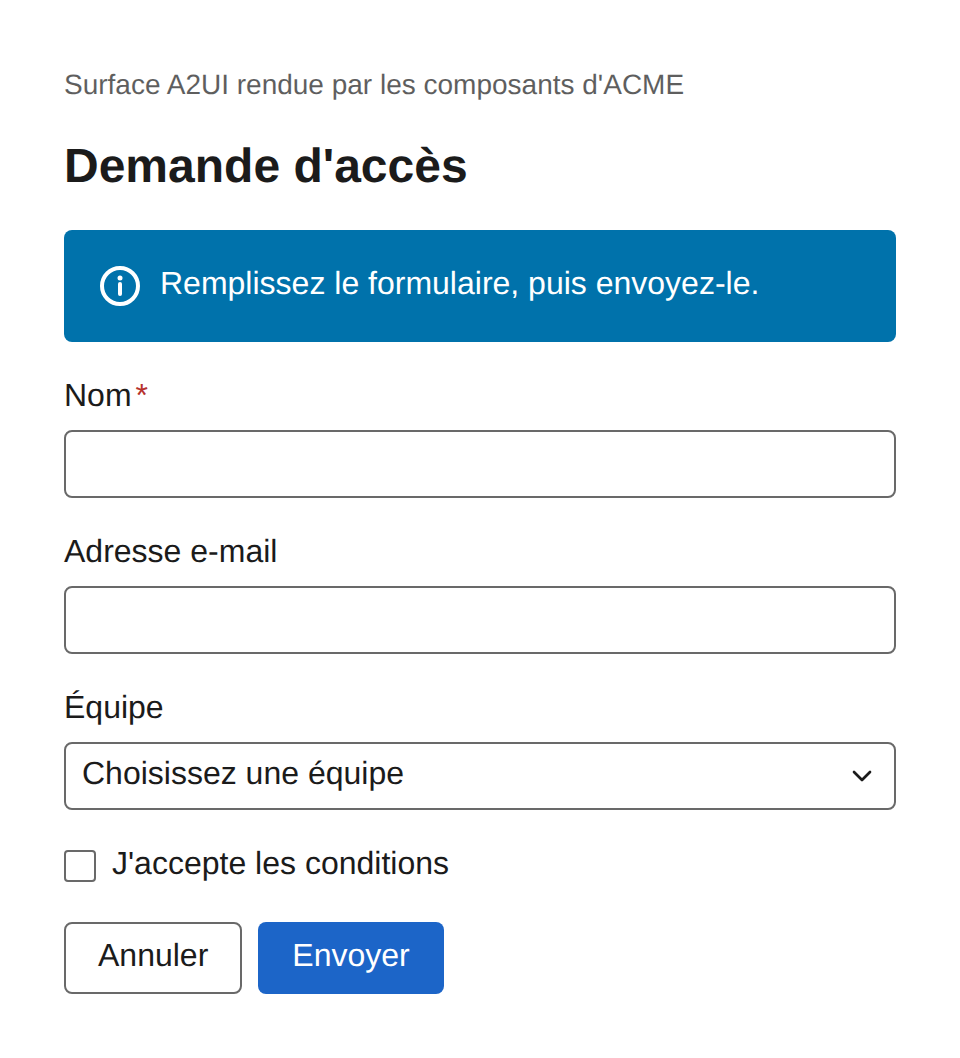 Surface A2UI rendue par les composants d'ACME
Demande d'accès
Remplissez le formulaire, puis envoyez-le.
Nom*
Adresse e-mail
Équipe
Choisissez une équipe
J'accepte les conditions
Annuler
Envoyer